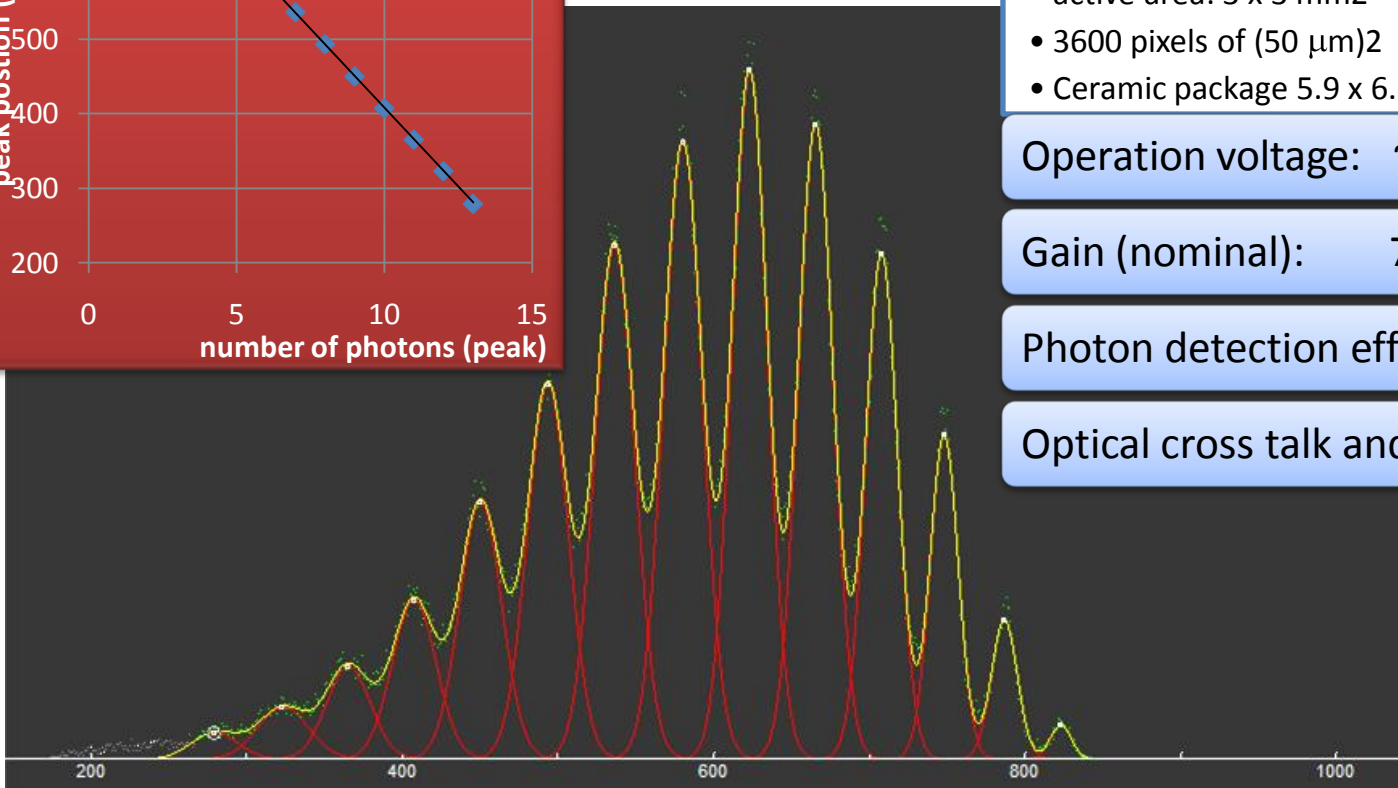 peak postion (
500
400
300
200
0 5 10 15
number of photons (peak)
• 3600 pixels of (50 μm)2
• Ceramic package 5.9 x 6.
Operation voltage:
Gain (nominal): 7
Photon detection eff
Optical cross talk and
200 400 600 800 1000